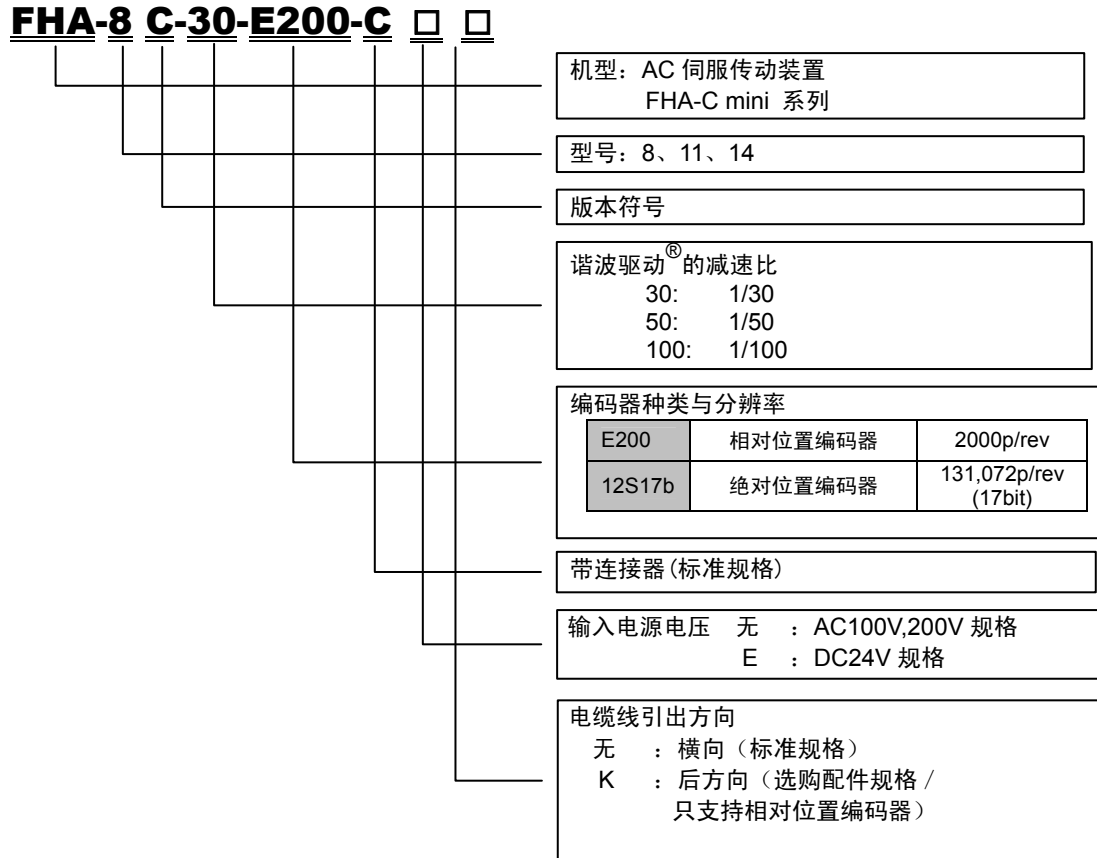 FHA-8 C-30-E200-C □ □
机型：AC 伺服传动装置
FHA-C mini 系列
型号：8、11、14
版本符号
谐波驱动®的减速比
30: 1/30
50: 1/50
100: 1/100
编码器种类与分辨率
E200 相对位置编码器 2000p/rev
12S17b 绝对位置编码器 131,072p/rev
(17bit)
带连接器(标准规格)
输入电源电压 无 ：AC100V,200V 规格
E ：DC24V 规格
电缆线引出方向
无 ：横向（标准规格）
K ：后方向（选购配件规格 /
只支持相对位置编码器）